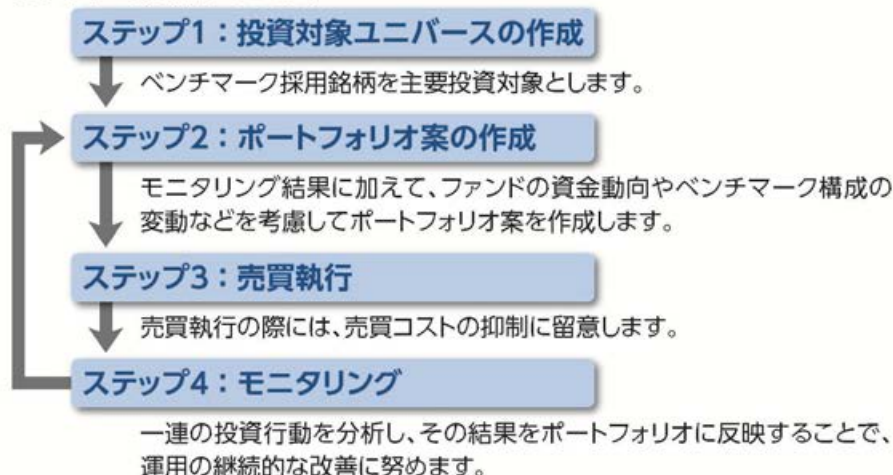 ステップ1：投資対象ユニバースの作成
ベンチマーク採用銘柄を主要投資対象とします。
ステップ2：ポートフォリオ案の作成
モニタリング結果に加えて、ファンドの資金動向やベンチマーク構成の
変動などを考慮してポートフォリオ案を作成します。
ステップ3：売買執行
売買執行の際には、売買コストの抑制に留意します。
ステップ4：モニタリング
一連の投資行動を分析し、その結果をポートフォリオに反映することで、
運用の継続的な改善に努めます。